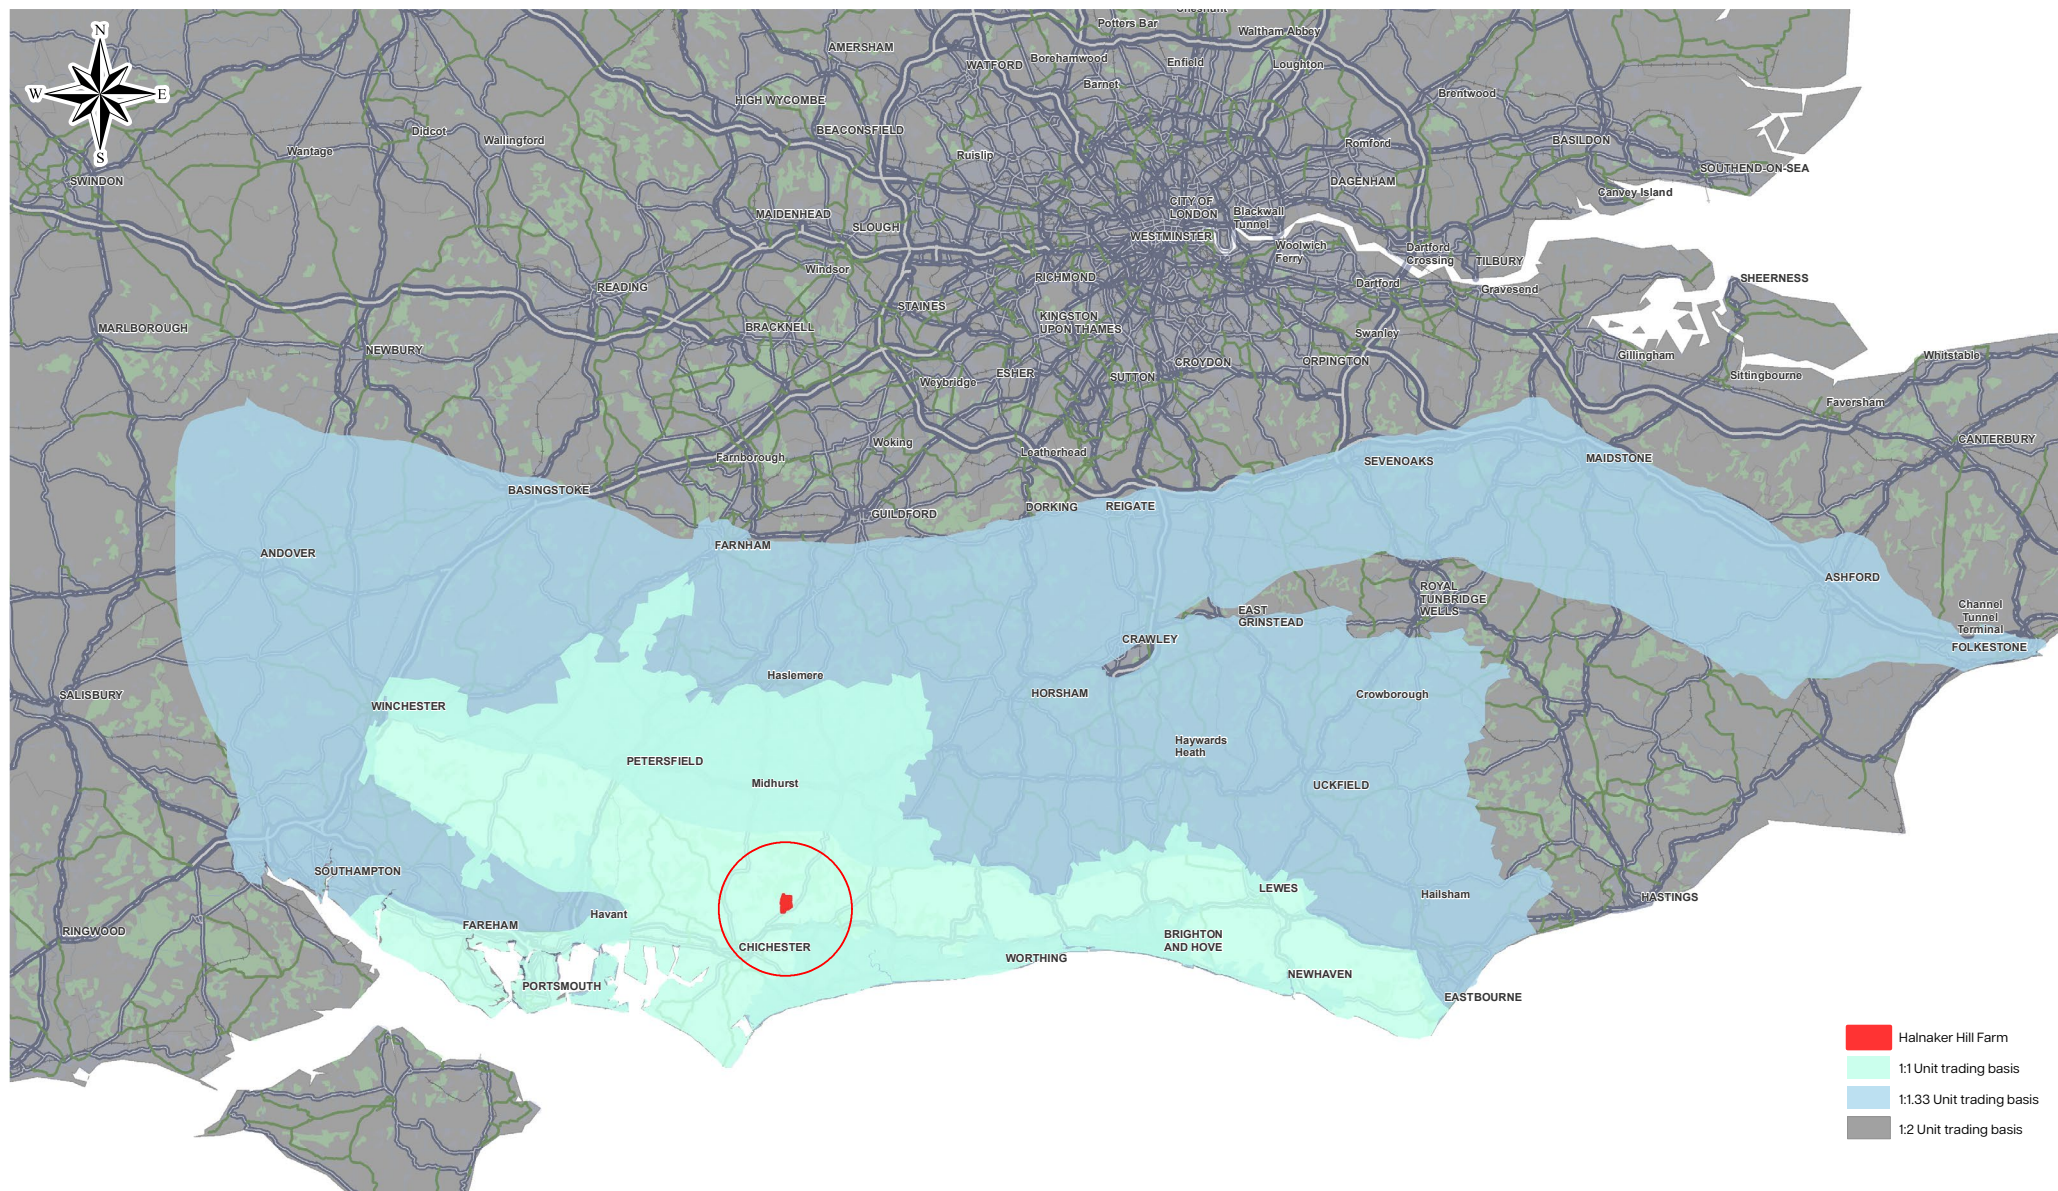 Cheshunt
Potters Bar
Waltham Abbey
N
AMERSHAM
Borehamwood
Enfield
WATFORD
Loughton
Barnet
W
E
HIGH WYCOMBE
Brentwood
Didcot
BEACONSFIELD
Wallingford
Romford
BASILDON
Wantage
Ruislip
S
SOUTHEND-ON-SEA
SWINDON
DAGENHAM
Canvey Island
CITY OF
LONDON
MAIDENHEAD
Blackwall
Tunnel
SLOUGH
WESTMINSTER
Woolwich
Ferry
Dartford
Crossing
TILBURY
Windsor
RICHMOND
SHEERNESS
READING
Dartford
Gravesend
STAINES
KINGSTON
UPON THAMES
MARLBOROUGH
BRACKNELL
Swanley
NEWBURY
Gillingham
Whitstable
CROYDON
ORPINGTON
ESHER
SUTTON
Sittingbourne
Weybridge
Faversham
Woking
CANTERBURY
Leatherhead
Farnborough
SEVENOAKS
MAIDSTONE
BASINGSTOKE
DORKING
REIGATE
GUILDFORD
FARNHAM
ANDOVER
ASHFORD
ROYAL
TUNBRIDGE
WELLS
EAST
GRINSTEAD
Channel
Tunnel
Terminal
CRAWLEY
FOLKESTONE
Haslemere
SALISBURY
HORSHAM
Crowborough
WINCHESTER
Haywards
Heath
PETERSFIELD
Midhurst
UCKFIELD
SOUTHAMPTON
LEWES
Hailsham
HASTINGS
Havant
FAREHAM
RINGWOOD
BRIGHTON
AND HOVE
CHICHESTER
WORTHING
NEWHAVEN
PORTSMOUTH
EASTBOURNE
Halnaker Hill Farm
1:1 Unit trading basis
1:1.33 Unit trading basis
1:2 Unit trading basis